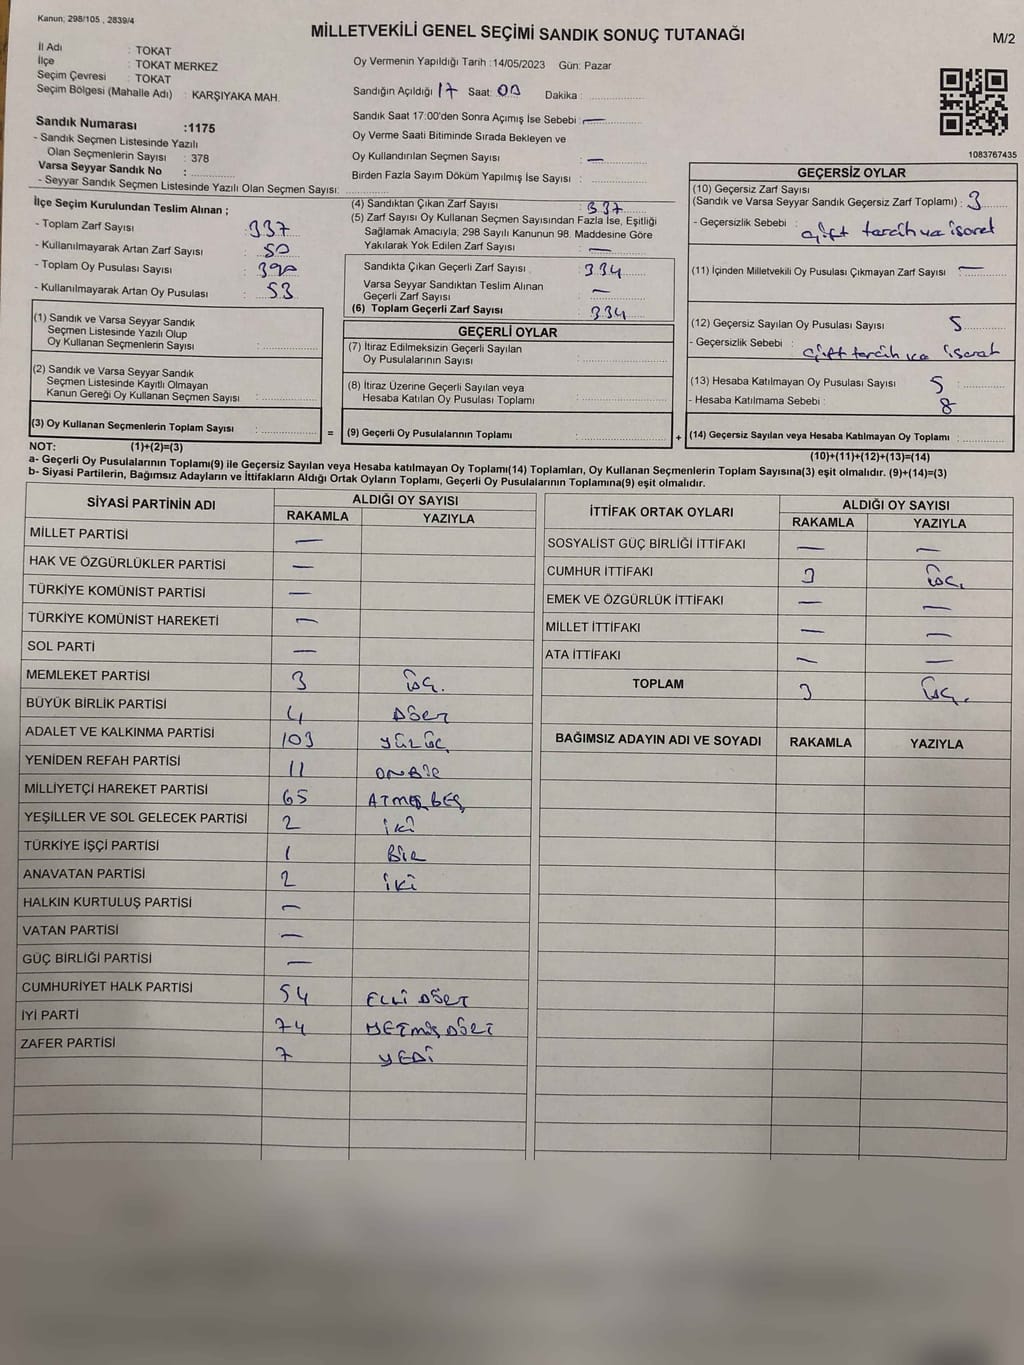 Kanun, 298/105 , 2839/4
MİLLETVEKİLİ GENEL SEÇİMİ SANDIK SONUÇ TUTANAĞI
M/2
İl Adı : TOKAT
İlçe : TOKAT MERKEZ
Seçim Çevresi : TOKAT
Seçim Bölgesi (Mahalle Adı) : KARŞIYAKA MAH.
Sandık Numarası :1175
- Sandık Seçmen Listesinde Yazılı
Olan Seçmenlerin Sayısı : 378
Varsa Seyyar Sandık No :
- Seyyar Sandık Seçmen Listesinde Yazılı Olan Seçmen Sayısı:
Oy Vermenin Yapıldığı Tarih :14/05/2023 Gün: Pazar
Sandığın Açıldığı 17 Saat: 00 Dakika :
Sandık Saat 17:00'den Sonra Açımış İse Sebebi : —
Oy Verme Saati Bitiminde Sırada Bekleyen ve
Oy Kullandırılan Seçmen Sayısı : —
Birden Fazla Sayım Döküm Yapılmış İse Sayısı :
1083767435
İlçe Seçim Kurulundan Teslim Alınan ;
- Toplam Zarf Sayısı : 337
- Kullanılmayarak Artan Zarf Sayısı : 50
- Toplam Oy Pusulası Sayısı : 390
- Kullanılmayarak Artan Oy Pusulası : 53
(4) Sandıktan Çıkan Zarf Sayısı : 337
(5) Zarf Sayısı Oy Kullanan Seçmen Sayısından Fazla İse, Eşitliği
Sağlamak Amacıyla; 298 Sayılı Kanunun 98. Maddesine Göre
Yakılarak Yok Edilen Zarf Sayısı : —
Sandıkta Çıkan Geçerli Zarf Sayısı : 334
Varsa Seyyar Sandıktan Teslim Alınan
Geçerli Zarf Sayısı : —
(6) Toplam Geçerli Zarf Sayısı : 334
GEÇERSİZ OYLAR
(10) Geçersiz Zarf Sayısı
(Sandık ve Varsa Seyyar Sandık Geçersiz Zarf Toplamı) : 3
- Geçersizlik Sebebi : çift tercih ve işaret
(11) İçinden Milletvekili Oy Pusulası Çıkmayan Zarf Sayısı : —
(12) Geçersiz Sayılan Oy Pusulası Sayısı : 5
- Geçersizlik Sebebi : çift tercih ve işaret
(13) Hesaba Katılmayan Oy Pusulası Sayısı : 5
- Hesaba Katılmama Sebebi : 8
(14) Geçersiz Sayılan veya Hesaba Katılmayan Oy Toplamı :
(10)+(11)+(12)+(13)=(14)
(1) Sandık ve Varsa Seyyar Sandık
Seçmen Listesinde Yazılı Olup
Oy Kullanan Seçmenlerin Sayısı :
(2) Sandık ve Varsa Seyyar Sandık
Seçmen Listesinde Kayıtlı Olmayan
Kanun Gereği Oy Kullanan Seçmen Sayısı :
(3) Oy Kullanan Seçmenlerin Toplam Sayısı : =
(1)+(2)=(3)
GEÇERLİ OYLAR
(7) İtiraz Edilmeksizin Geçerli Sayılan
Oy Pusulalarının Sayısı :
(8) İtiraz Üzerine Geçerli Sayılan veya
Hesaba Katılan Oy Pusulası Toplamı :
(9) Geçerli Oy Pusulalarının Toplamı : +
NOT:
a- Geçerli Oy Pusulalarının Toplamı(9) ile Geçersiz Sayılan veya Hesaba katılmayan Oy Toplamı(14) Toplamları, Oy Kullanan Seçmenlerin Toplam Sayısına(3) eşit olmalıdır. (9)+(14)=(3)
b- Siyasi Partilerin, Bağımsız Adayların ve İttifakların Aldığı Ortak Oyların Toplamı, Geçerli Oy Pusulalarının Toplamına(9) eşit olmalıdır.
SİYASİ PARTİNİN ADI ALDIĞI OY SAYISI
RAKAMLA YAZIYLA
MİLLET PARTİSİ —
HAK VE ÖZGÜRLÜKLER PARTİSİ —
TÜRKİYE KOMÜNİST PARTİSİ —
TÜRKİYE KOMÜNİST HAREKETİ —
SOL PARTİ —
MEMLEKET PARTİSİ 3 üç.
BÜYÜK BİRLİK PARTİSİ 4 DÖRT
ADALET VE KALKINMA PARTİSİ 103 YÜZ ÜÇ
YENİDEN REFAH PARTİSİ 11 ONBİR
MİLLİYETÇİ HAREKET PARTİSİ 65 ATMIŞ BEŞ
YEŞİLLER VE SOL GELECEK PARTİSİ 2 iki
TÜRKİYE İŞÇİ PARTİSİ 1 BİR
ANAVATAN PARTİSİ 2 iki
HALKIN KURTULUŞ PARTİSİ —
VATAN PARTİSİ —
GÜÇ BİRLİĞİ PARTİSİ —
CUMHURİYET HALK PARTİSİ 54 ELLİ DÖRT
İYİ PARTİ 74 YETMİŞ DÖRT
ZAFER PARTİSİ 7 YEDİ
İTTİFAK ORTAK OYLARI ALDIĞI OY SAYISI
RAKAMLA YAZIYLA
SOSYALİST GÜÇ BİRLİĞİ İTTİFAKI — —
CUMHUR İTTİFAKI 3 üç.
EMEK VE ÖZGÜRLÜK İTTİFAKI — —
MİLLET İTTİFAKI — —
ATA İTTİFAKI — —
TOPLAM 3 üç.
BAĞIMSIZ ADAYIN ADI VE SOYADI RAKAMLA YAZIYLA